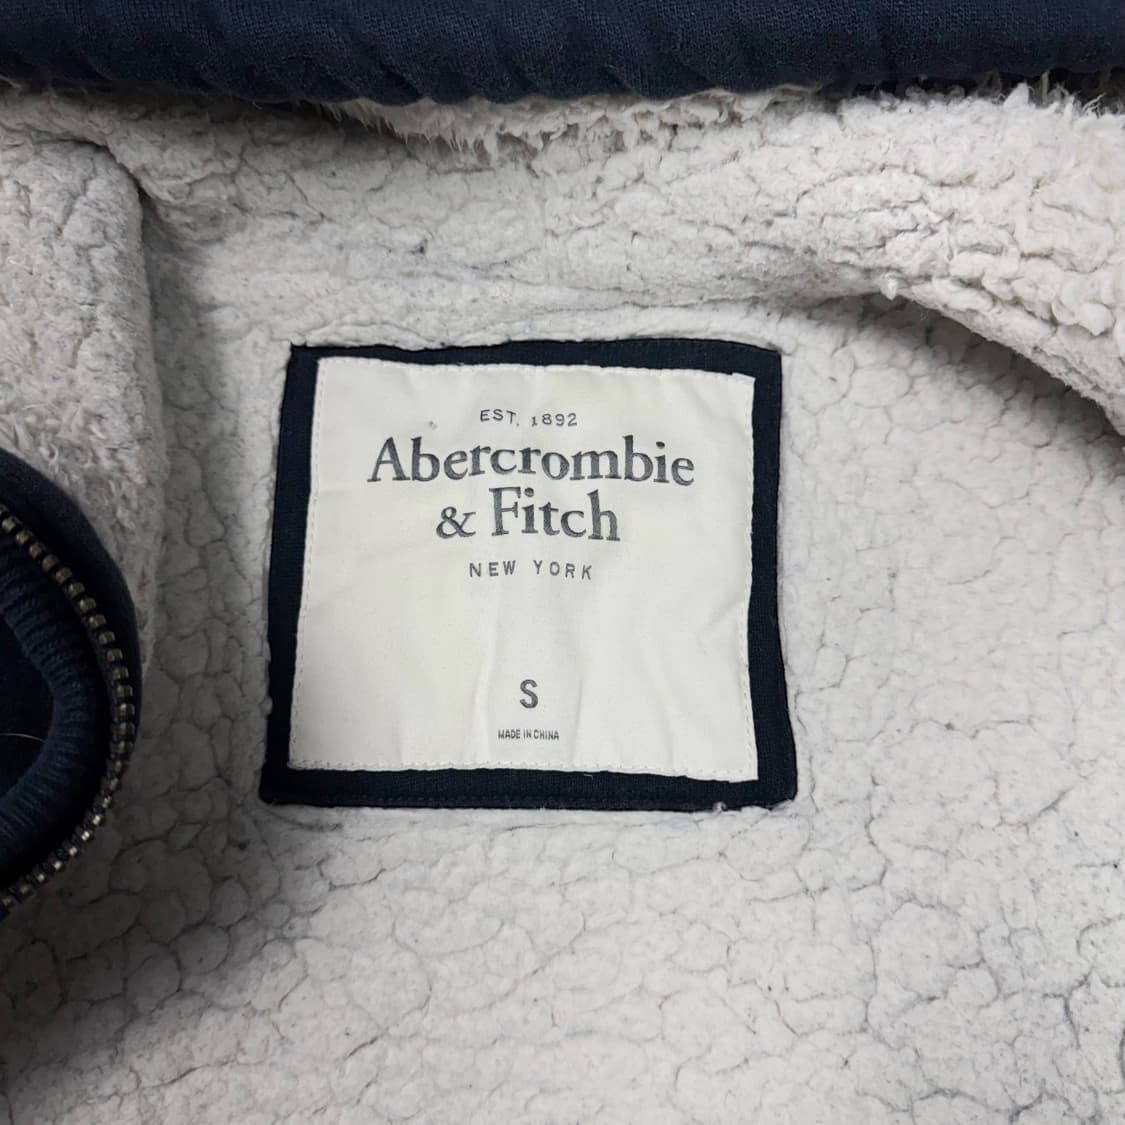 EST. 1892
Abercrombie
& Fitch
NEW YORK
S
MADE IN CHINA